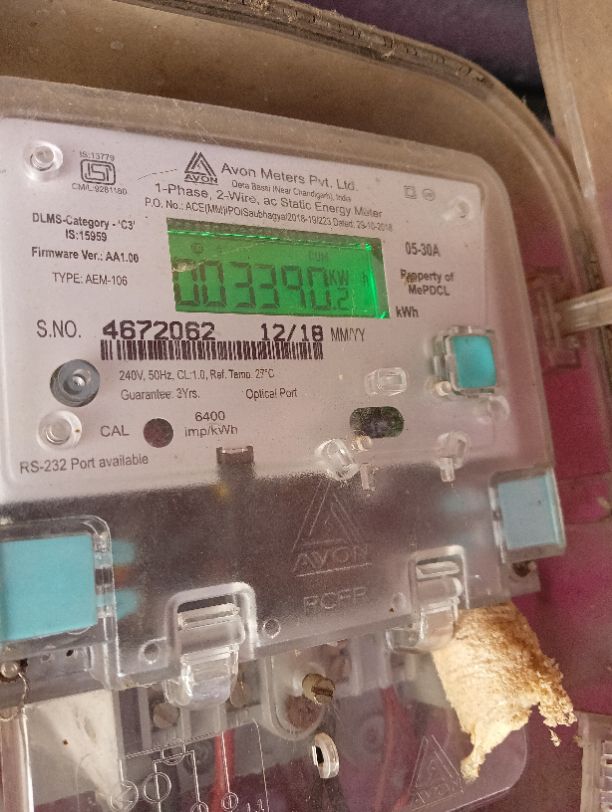 IS:13779
ISI
CM/L:9281180
AVON
Avon Meters Pvt. Ltd.
Dera Bassi (Near Chandigarh), India
1-Phase, 2-Wire, ac Static Energy Meter
P.O. No.: ACE(MM)/PO/Saubhagya/2018-19/223 Dated: 29-10-2018
DLMS-Category - 'C3'
IS:15959
Firmware Ver.: AA1.00
TYPE: AEM-106
CUM
003390.2 KW h
05-30A
Property of
MePDCL
kWh
S.NO. 4672062 12/18 MM/YY
240V, 50Hz, CL:1.0, Ref. Temp. 27°C
Guarantee: 3Yrs. Optical Port
CAL 6400
imp/kWh
RS-232 Port available
AVON